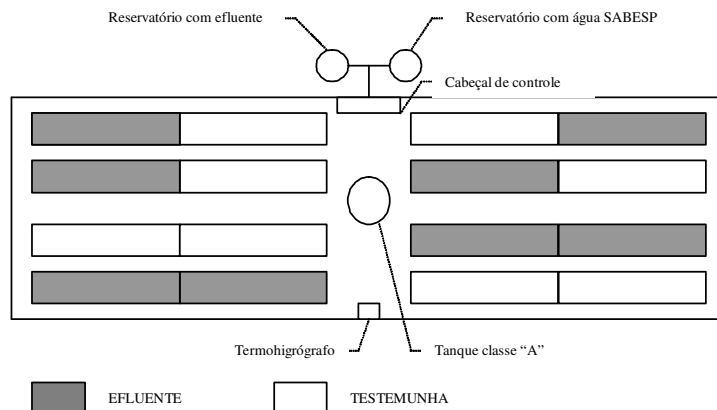 Reservatório com efluente
Reservatório com água SABESP
Cabeçal de controle
Termohigrógrafo
Tanque classe “A”
EFLUENTE
TESTEMUNHA